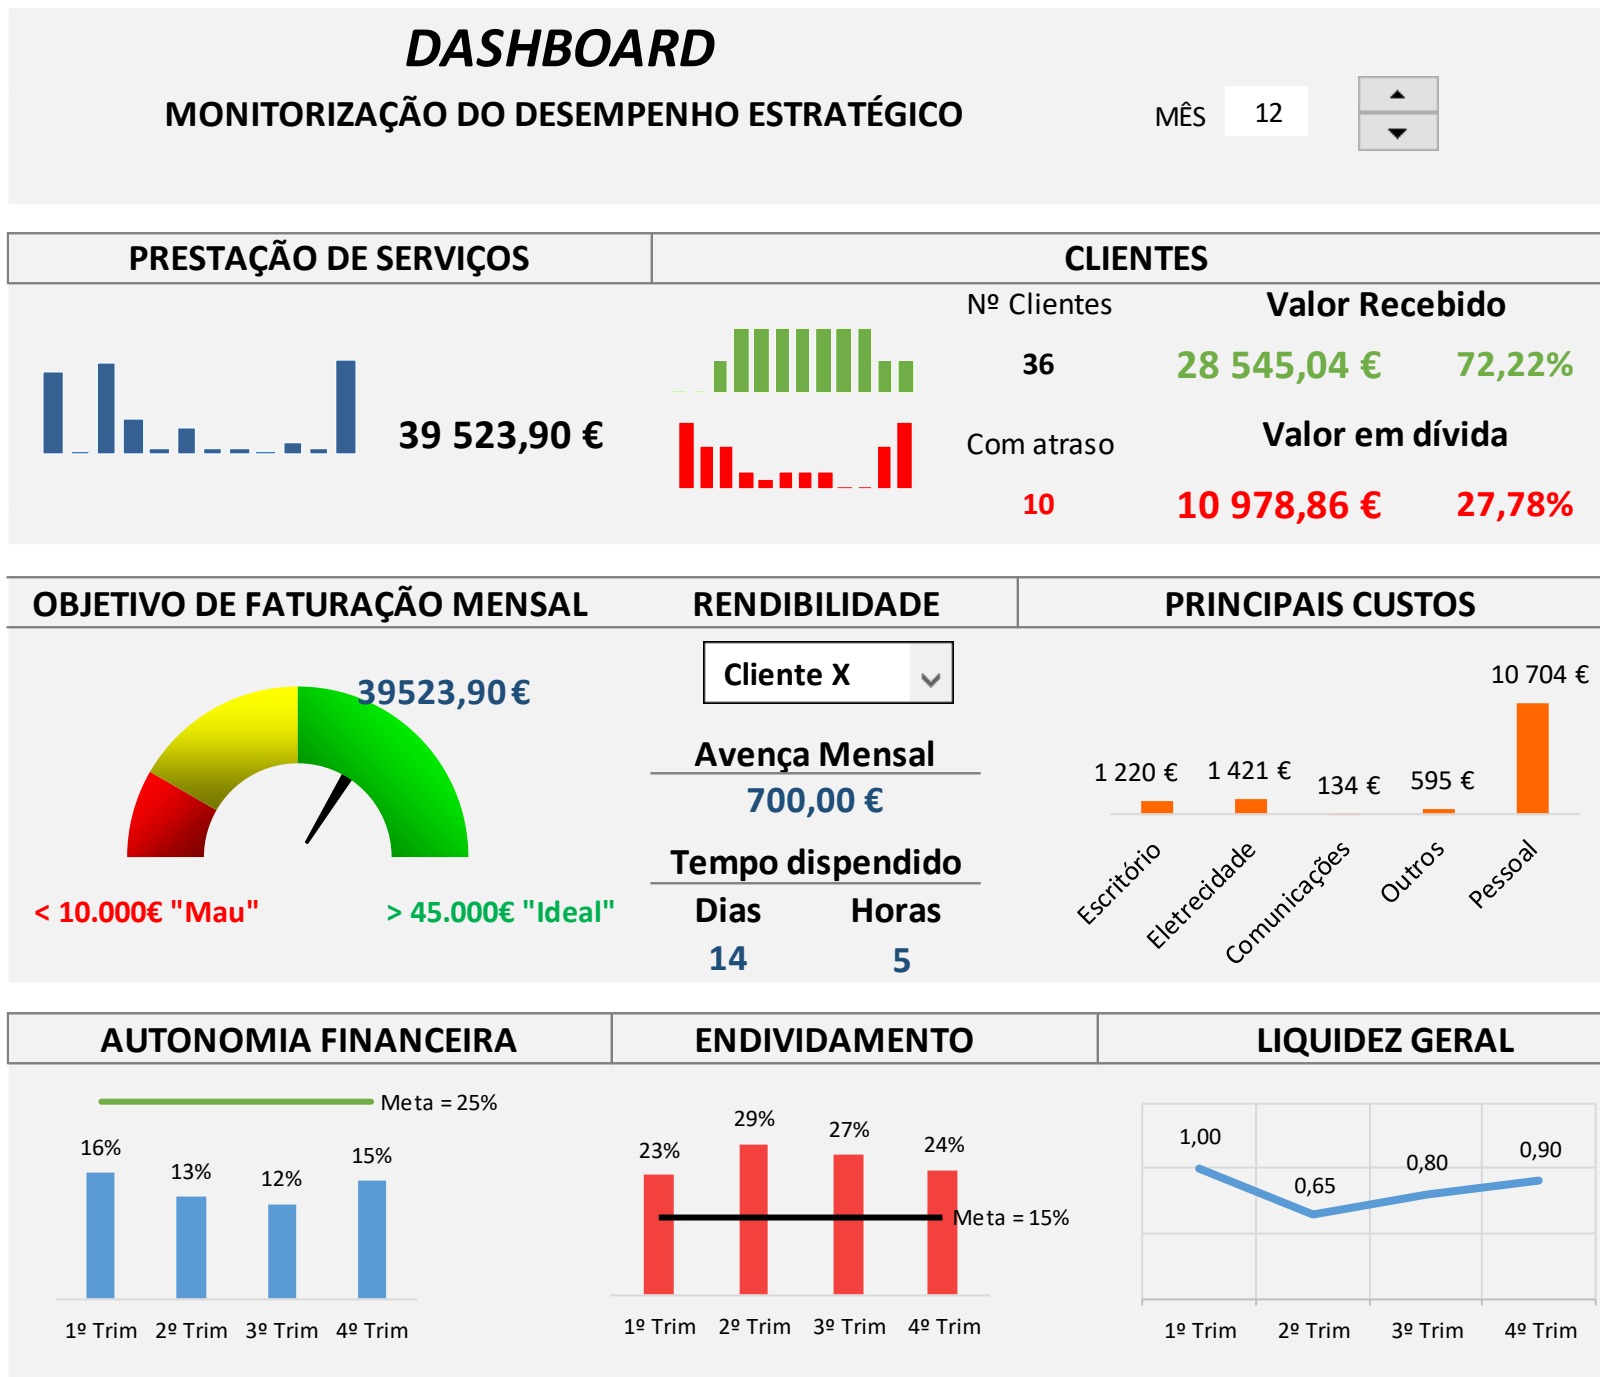 DASHBOARD
MONITORIZAÇÃO DO DESEMPENHO ESTRATÉGICO
MÊS 12
PRESTAÇÃO DE SERVIÇOS
39 523,90 €
CLIENTES
Nº Clientes
36
Valor Recebido
28 545,04 € 72,22%
Com atraso
10
Valor em dívida
10 978,86 € 27,78%
OBJETIVO DE FATURAÇÃO MENSAL
39523,90 €
< 10.000€ "Mau" > 45.000€ "Ideal"
RENDIBILIDADE
Cliente X
Avença Mensal
700,00 €
Tempo dispendido
Dias Horas
14 5
PRINCIPAIS CUSTOS
1 220 € 1 421 € 134 € 595 € 10 704 €
Escritório Eletrecidade Comunicações Outros Pessoal
AUTONOMIA FINANCEIRA
Meta = 25%
16% 13% 12% 15%
1º Trim 2º Trim 3º Trim 4º Trim
ENDIVIDAMENTO
23% 29% 27% 24%
Meta = 15%
1º Trim 2º Trim 3º Trim 4º Trim
LIQUIDEZ GERAL
1,00 0,65 0,80 0,90
1º Trim 2º Trim 3º Trim 4º Trim